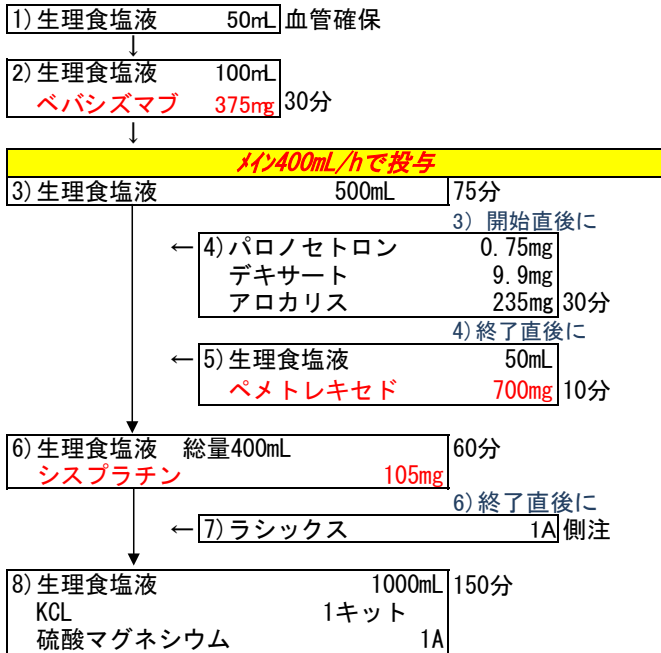 1)生理食塩液 50mL 血管確保
↓
2)生理食塩液 100mL
ベバシズマブ 375mg 30分
↓
メイン400mL/hで投与
3)生理食塩液 500mL 75分
3) 開始直後に
← 4)パロノセトロン 0.75mg
デキサート 9.9mg
アロカリス 235mg 30分
4)終了直後に
← 5)生理食塩液 50mL
ペメトレキセド 700mg 10分
6)生理食塩液 総量400mL 60分
シスプラチン 105mg
6)終了直後に
← 7)ラシックス 1A 側注
8)生理食塩液 1000mL 150分
KCL 1キット
硫酸マグネシウム 1A